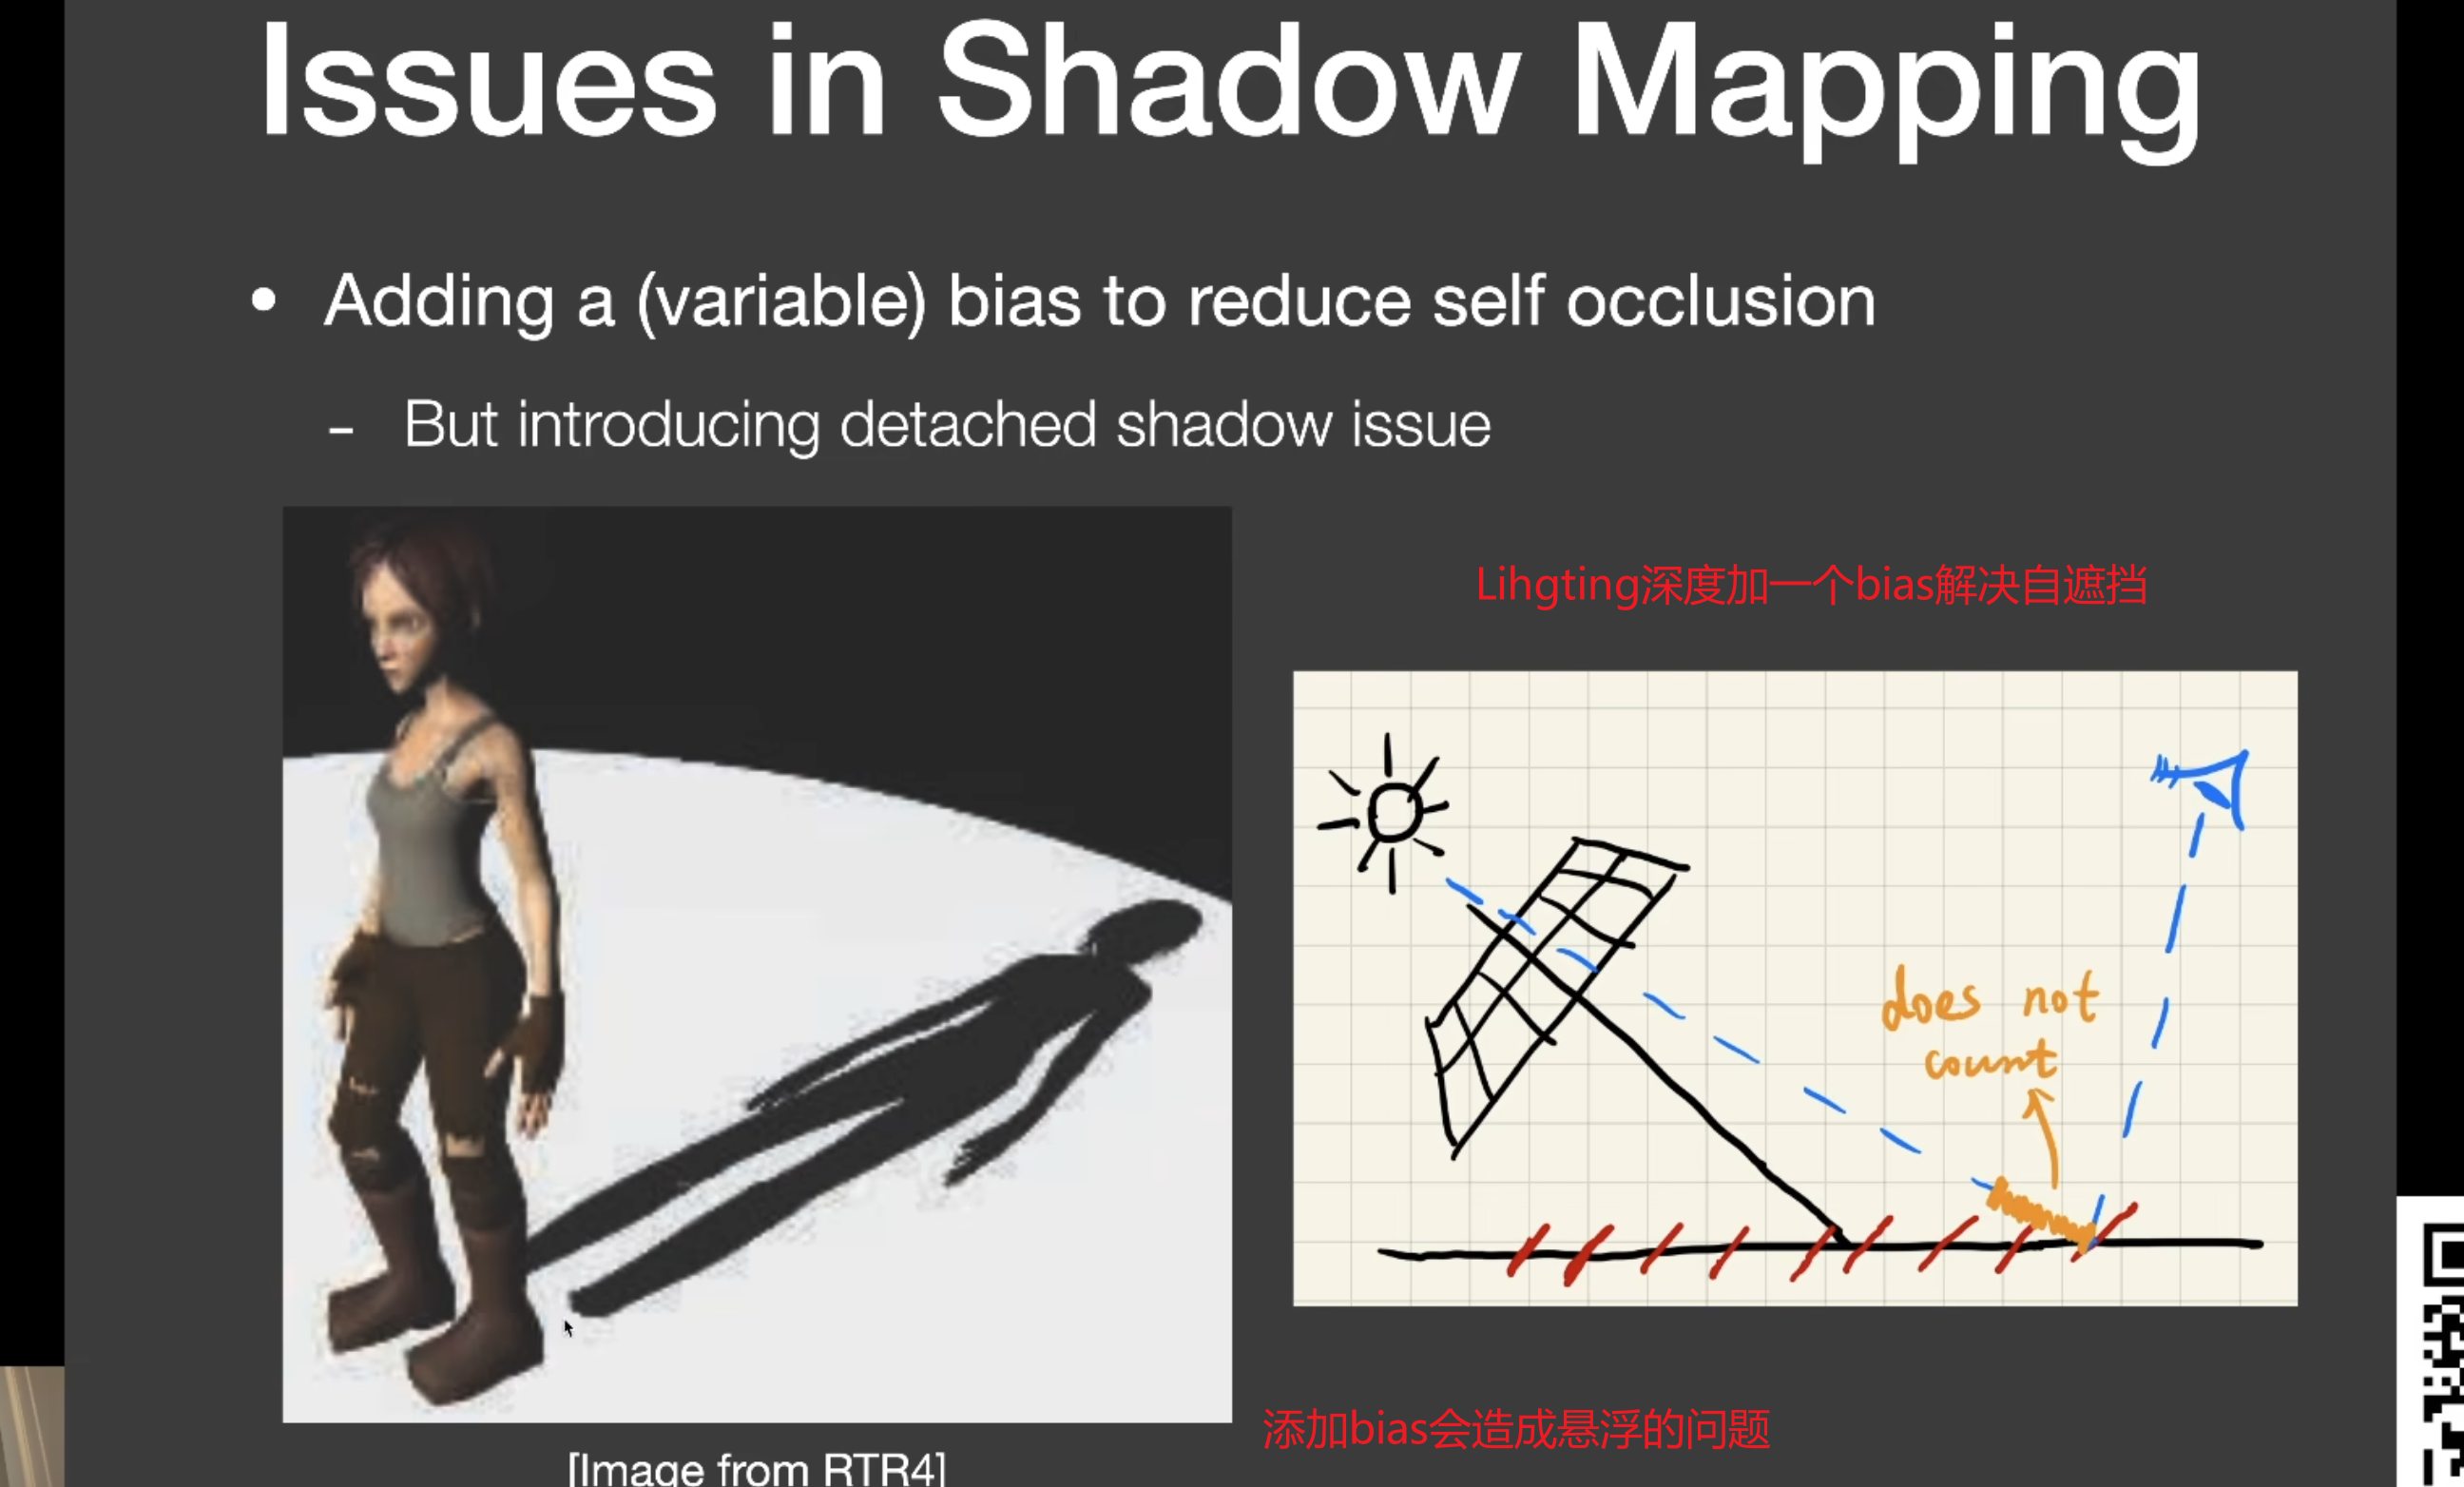 Issues in Shadow Mapping
• Adding a (variable) bias to reduce self occlusion
- But introducing detached shadow issue
Lihgting深度加一个bias解决自遮挡
does not
count
添加bias会造成悬浮的问题
[Image from RTR4]